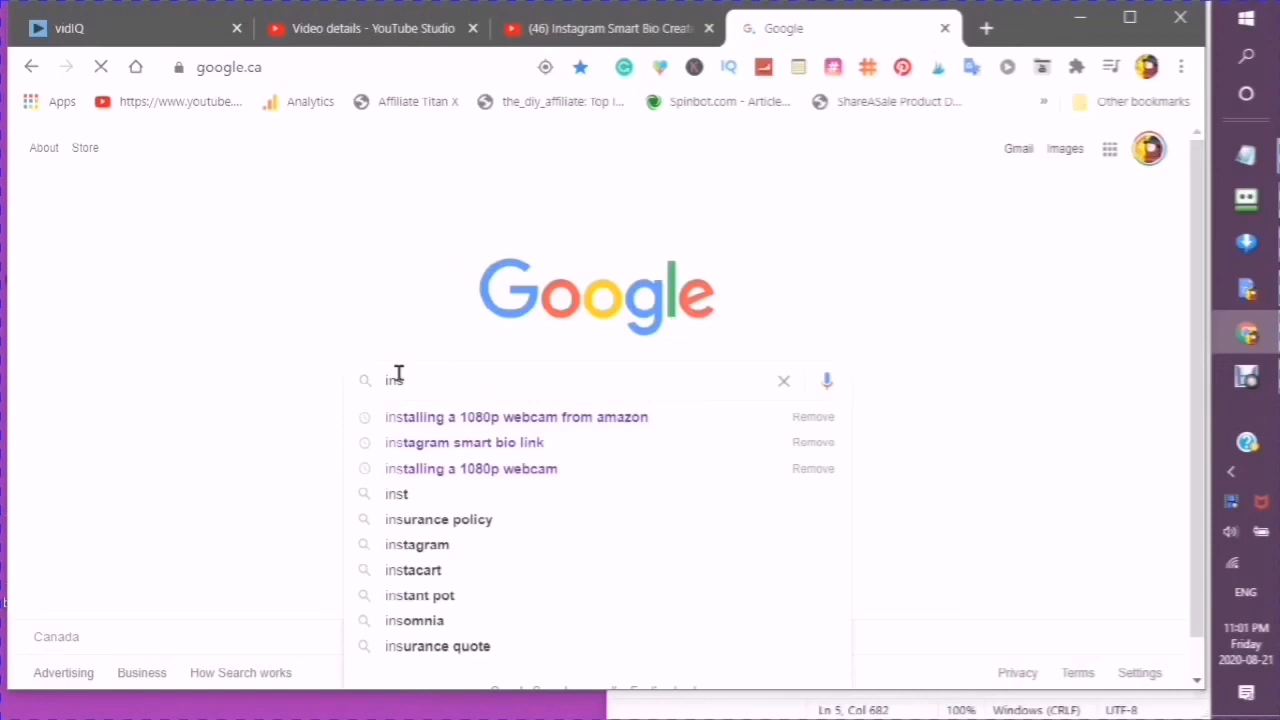 vidIQ
Video details - YouTube Studio
(46) Instagram Smart Bio Creat
Google
google.ca
Apps
https://www.youtube....
Analytics
Affiliate Titan X
the_diy_affiliate: Top I...
Spinbot.com - Article...
ShareASale Product D...
Other bookmarks
About Store
Gmail Images
Google
ins
installing a 1080p webcam from amazon Remove
instagram smart bio link Remove
installing a 1080p webcam Remove
inst
insurance policy
instagram
instacart
instant pot
insomnia
insurance quote
Canada
Advertising Business How Search works
Privacy Terms Settings
ENG
11:01 PM
Friday
2020-08-21
Ln 5, Col 682 100% Windows (CRLF) UTF-8